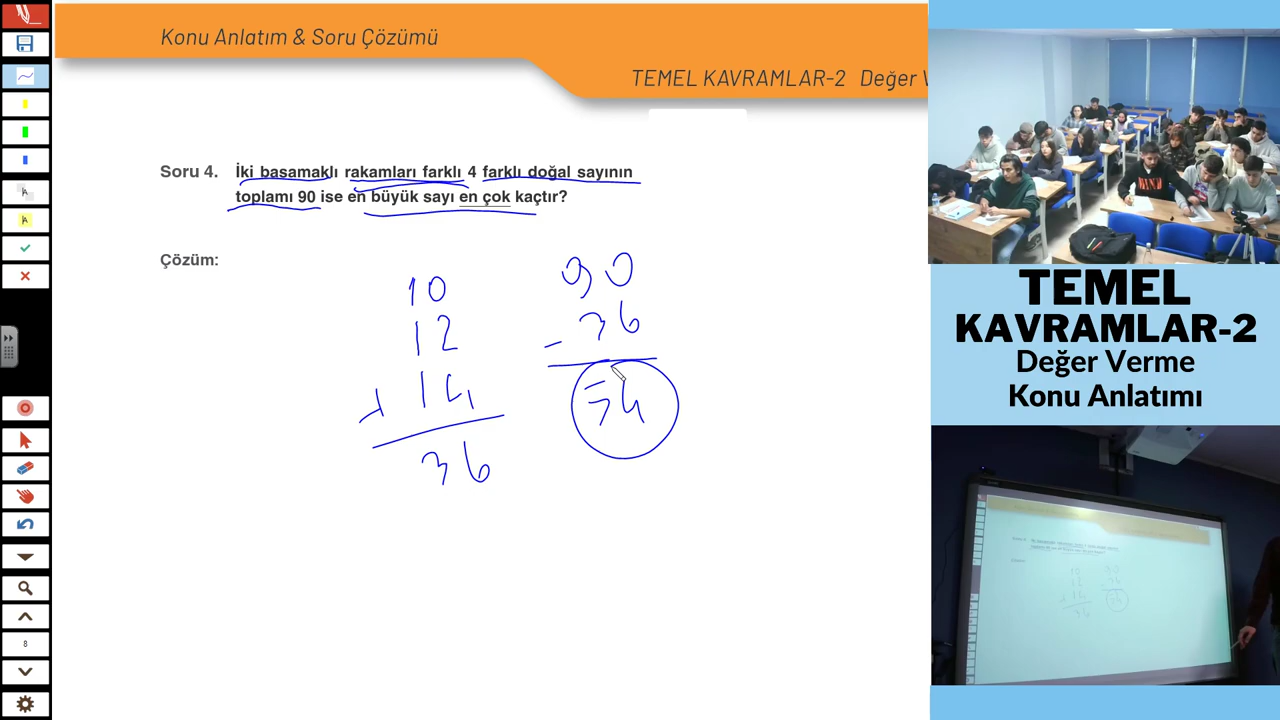 Konu Anlatım & Soru Çözümü
TEMEL KAVRAMLAR-2 Değer V
Soru 4. İki basamaklı rakamları farklı 4 farklı doğal sayının
toplamı 90 ise en büyük sayı en çok kaçtır?
Çözüm:
10
12
+ 14
36
90
- 36
54
8
TEMEL
KAVRAMLAR-2
Değer Verme
Konu Anlatımı